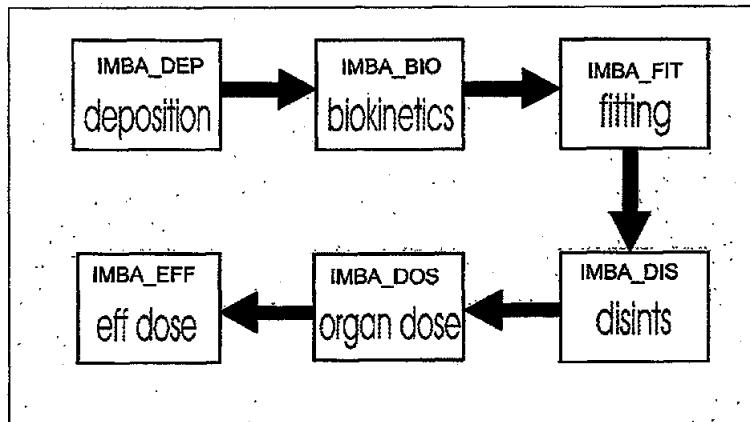 IMBA_DEP
deposition
IMBA_BIO
biokinetics
IMBA_FIT
fitting
IMBA_DIS
disints
IMBA_DOS
organ dose
IMBA_EFF
eff dose